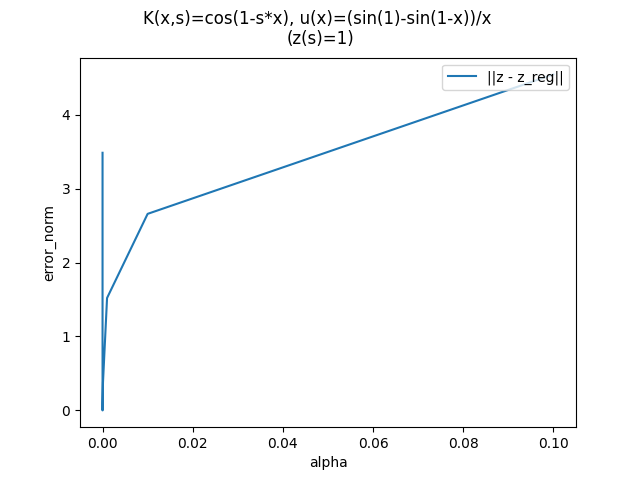 K(x,s)=cos(1-s*x), u(x)=(sin(1)-sin(1-x))/x
(z(s)=1)
||z - z_reg||
error_norm
4
3
2
1
0
0.00 0.02 0.04 0.06 0.08 0.10
alpha